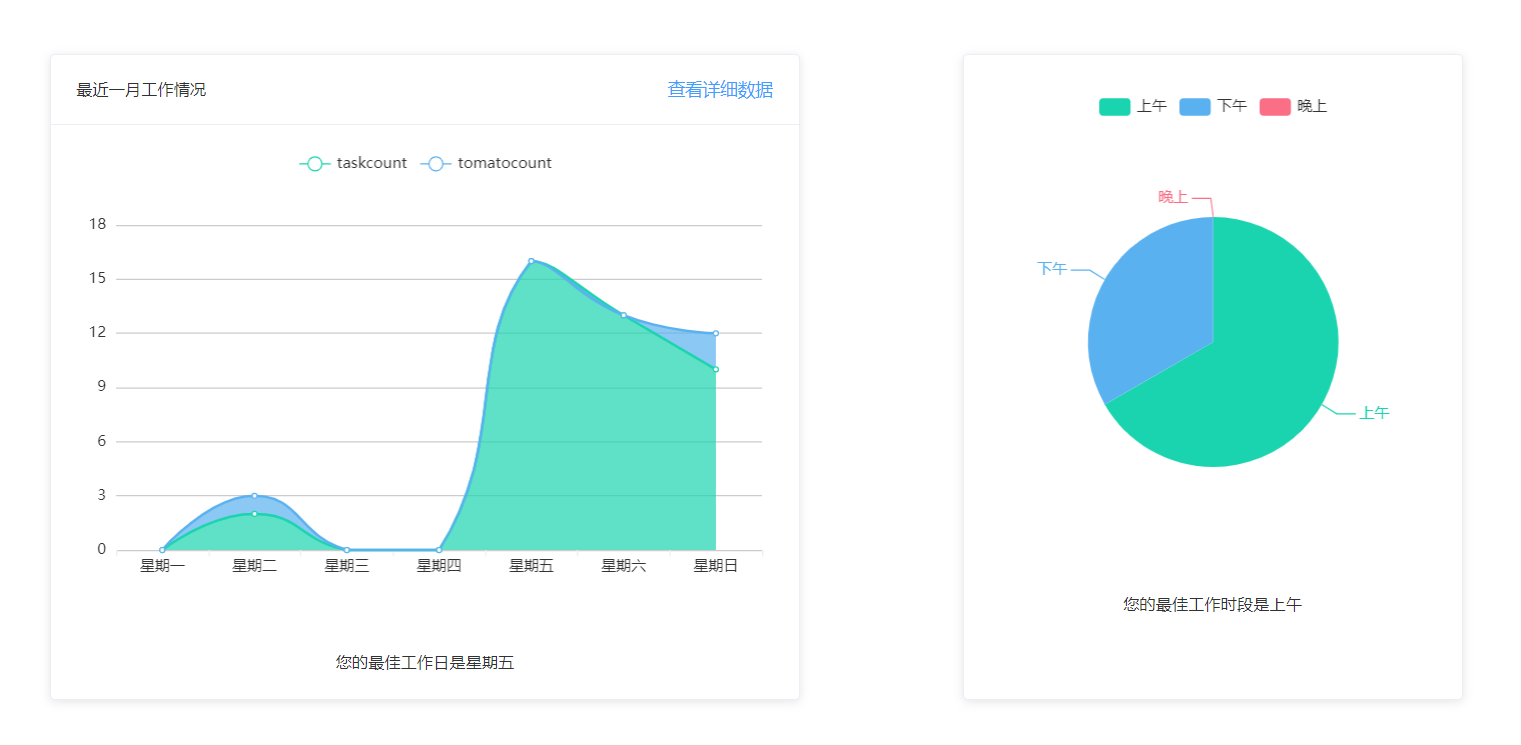 最近一月工作情况
查看详细数据
taskcount
tomatocount
18
15
12
9
6
3
0
星期一
星期二
星期三
星期四
星期五
星期六
星期日
您的最佳工作日是星期五
上午
下午
晚上
晚上
下午
上午
您的最佳工作时段是上午